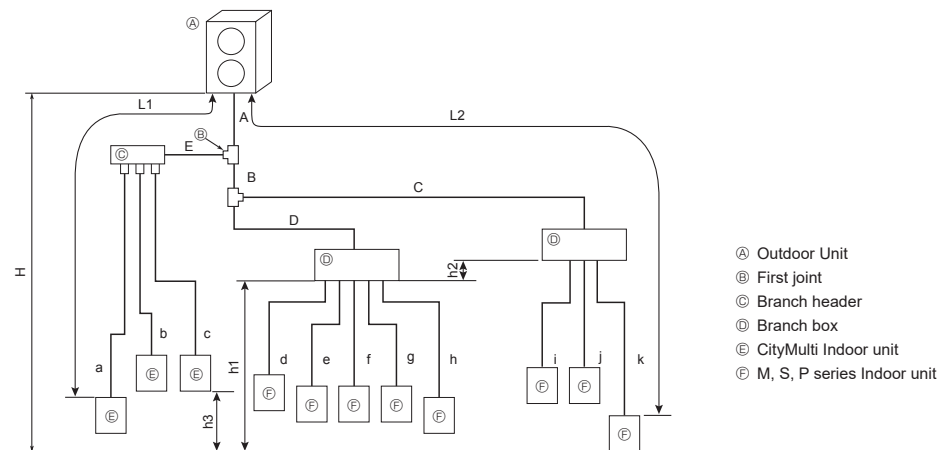 Ⓐ
L1
A
L2
Ⓑ
Ⓒ
E
B
C
D
Ⓓ
Ⓓ
h2
H
a
b
c
h1
d
e
f
g
h
i
j
k
Ⓔ
Ⓔ
Ⓔ
h3
Ⓕ
Ⓕ
Ⓕ
Ⓕ
Ⓕ
Ⓕ
Ⓕ
Ⓕ
Ⓐ Outdoor Unit
Ⓑ First joint
Ⓒ Branch header
Ⓓ Branch box
Ⓔ CityMulti Indoor unit
Ⓕ M, S, P series Indoor unit